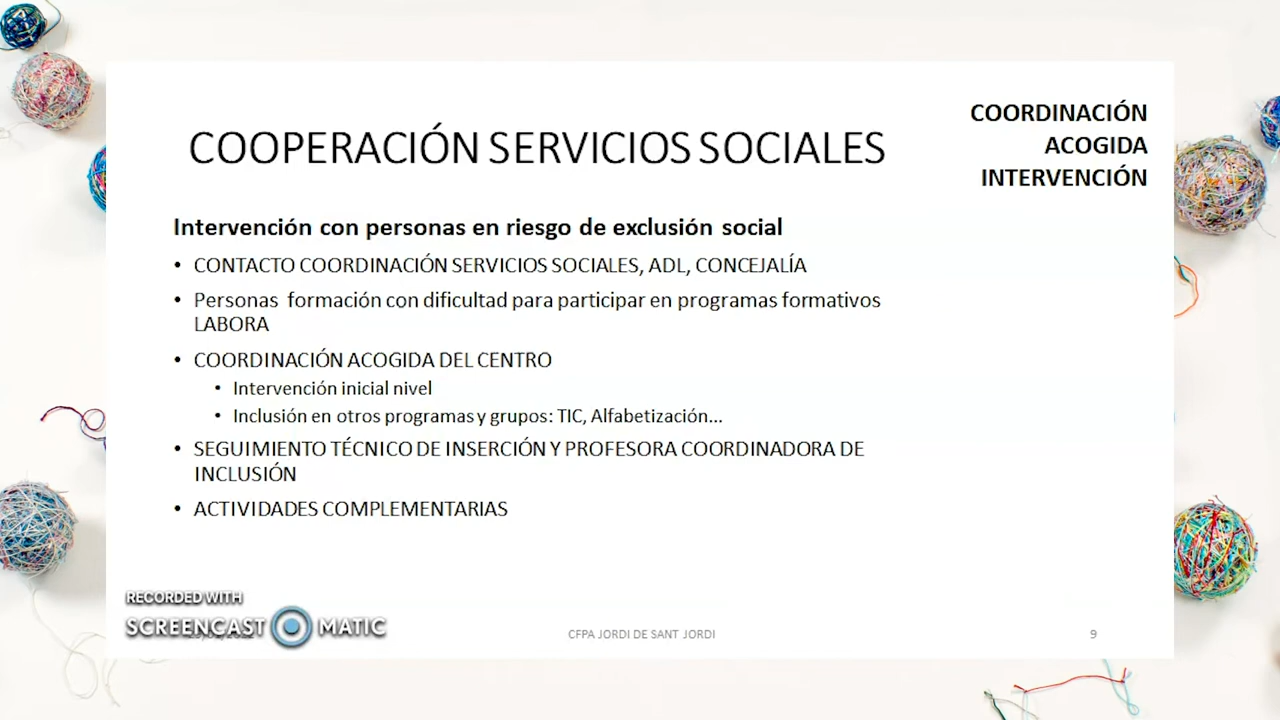 COORDINACIÓN
ACOGIDA
INTERVENCIÓN
COOPERACIÓN SERVICIOS SOCIALES
Intervención con personas en riesgo de exclusión social
• CONTACTO COORDINACIÓN SERVICIOS SOCIALES, ADL, CONCEJALÍA
• Personas formación con dificultad para participar en programas formativos
LABORA
• COORDINACIÓN ACOGIDA DEL CENTRO
• Intervención inicial nivel
• Inclusión en otros programas y grupos: TIC, Alfabetización...
• SEGUIMIENTO TÉCNICO DE INSERCIÓN Y PROFESORA COORDINADORA DE
INCLUSIÓN
• ACTIVIDADES COMPLEMENTARIAS
RECORDED WITH
SCREENCAST MATIC
CFPA JORDI DE SANT JORDI
9